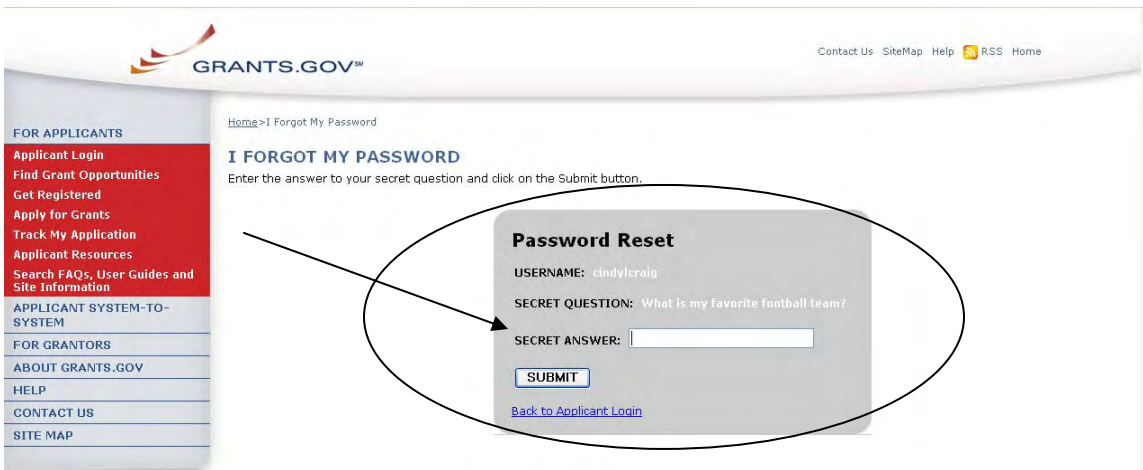 GRANTS.GOV℠
Contact Us SiteMap Help RSS Home
FOR APPLICANTS
Applicant Login
Find Grant Opportunities
Get Registered
Apply for Grants
Track My Application
Applicant Resources
Search FAQs, User Guides and
Site Information
APPLICANT SYSTEM-TO-
SYSTEM
FOR GRANTORS
ABOUT GRANTS.GOV
HELP
CONTACT US
SITE MAP
Home>I Forgot My Password
I FORGOT MY PASSWORD
Enter the answer to your secret question and click on the Submit button.
Password Reset
USERNAME: cindylcraig
SECRET QUESTION: What is my favorite football team?
SECRET ANSWER:
SUBMIT
Back to Applicant Login